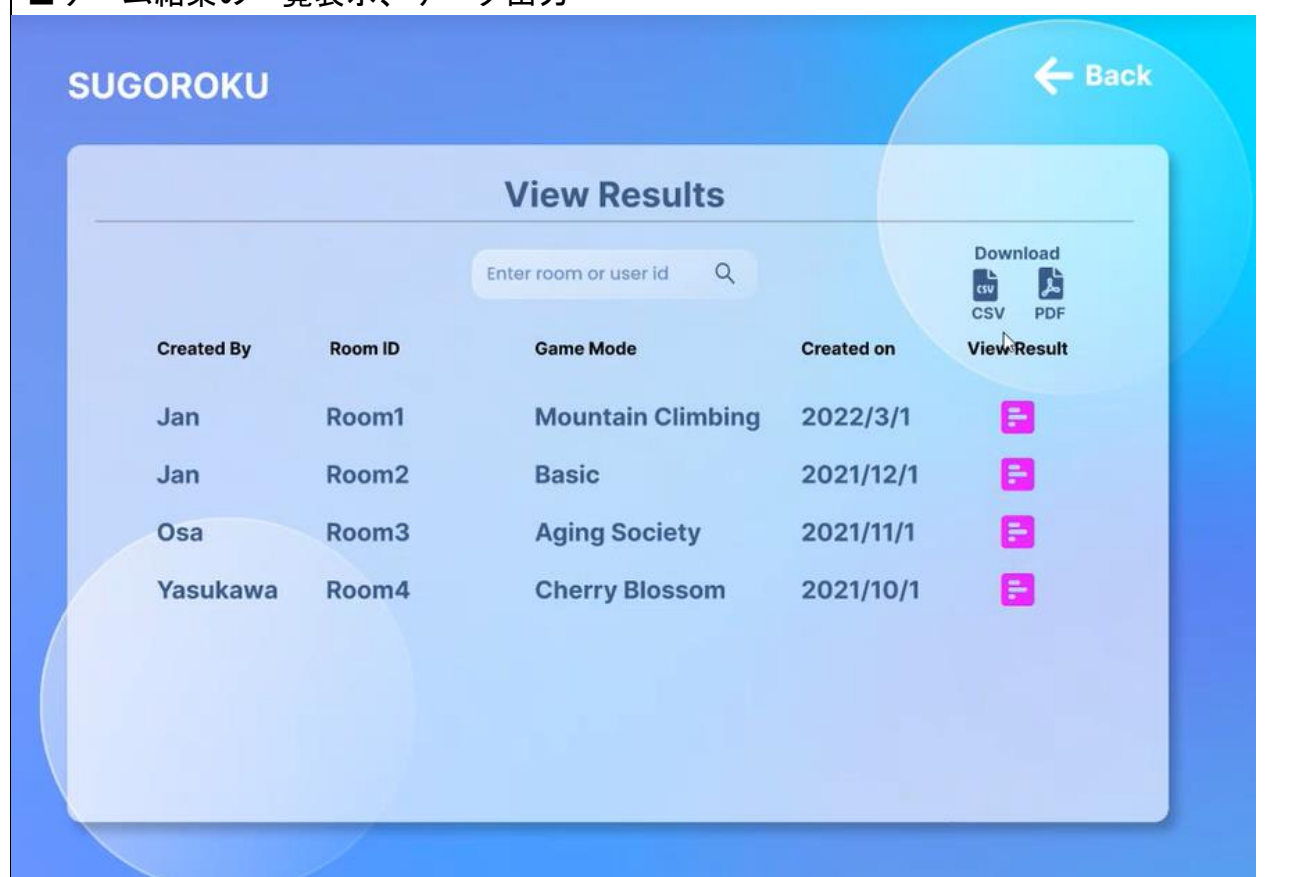 SUGOROKU
Back
View Results
Enter room or user id
Download
CSV
CSV PDF
Created By Room ID Game Mode Created on View Result
Jan Room1 Mountain Climbing 2022/3/1
Jan Room2 Basic 2021/12/1
Osa Room3 Aging Society 2021/11/1
Yasukawa Room4 Cherry Blossom 2021/10/1